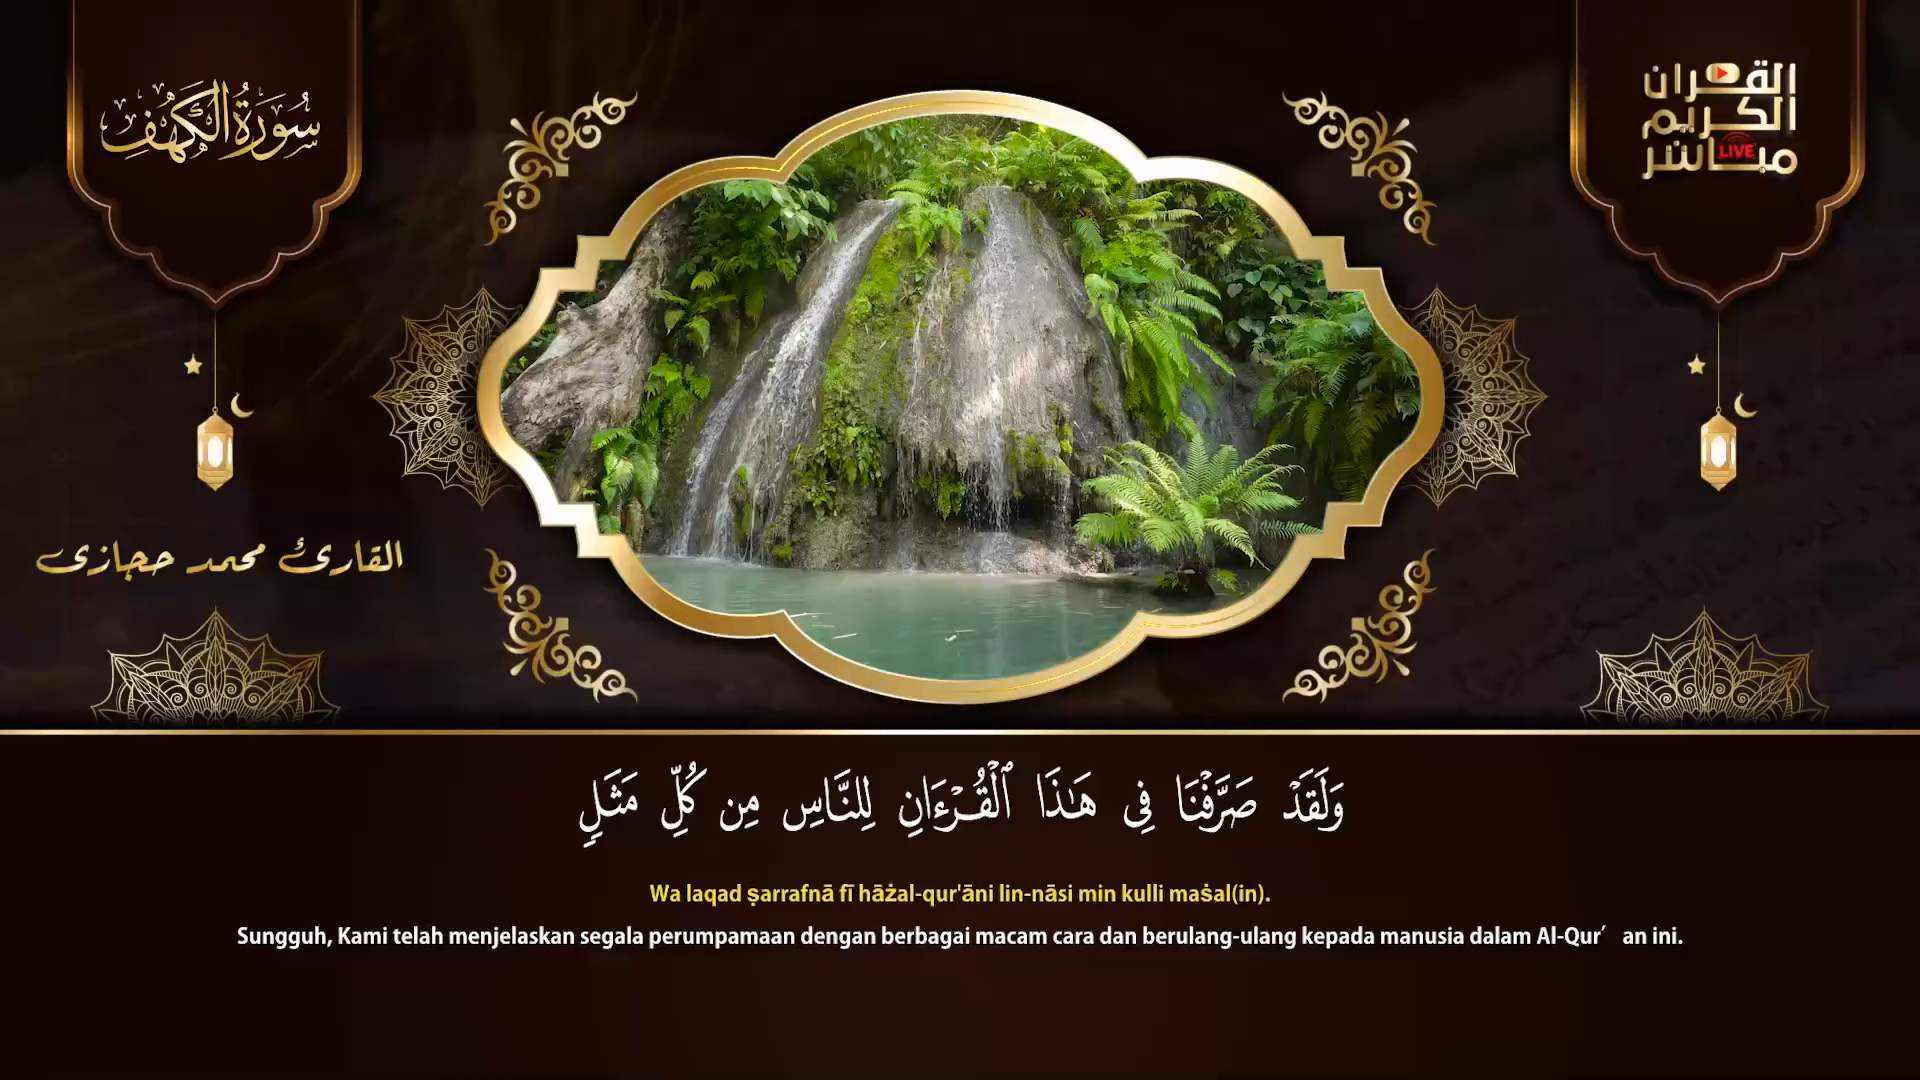 سُورَةُ الكَهْفِ
القرآن
الكريم
مباشر
LIVE
القارئ محمد حجازى
وَلَقَدْ صَرَّفْنَا فِى هَـٰذَا ٱلْقُرْءَانِ لِلنَّاسِ مِن كُلِّ مَثَلٍ
Wa laqad ṣarrafnā fī hāżal-qur'āni lin-nāsi min kulli maṡal(in).
Sungguh, Kami telah menjelaskan segala perumpamaan dengan berbagai macam cara dan berulang-ulang kepada manusia dalam Al-Qur′an ini.